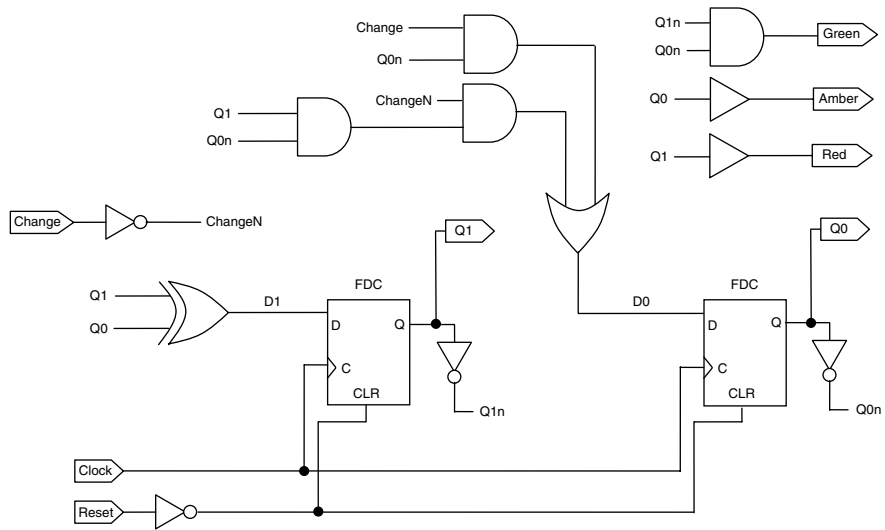 Change
Q0n
Q1n
Q0n
Green
ChangeN
Q0
Amber
Q1
Q0n
Q1
Red
Change
ChangeN
Q1
Q0
FDC
FDC
Q1
Q0
D1
D0
D
Q
D
Q
C
C
CLR
CLR
Q1n
Q0n
Clock
Reset